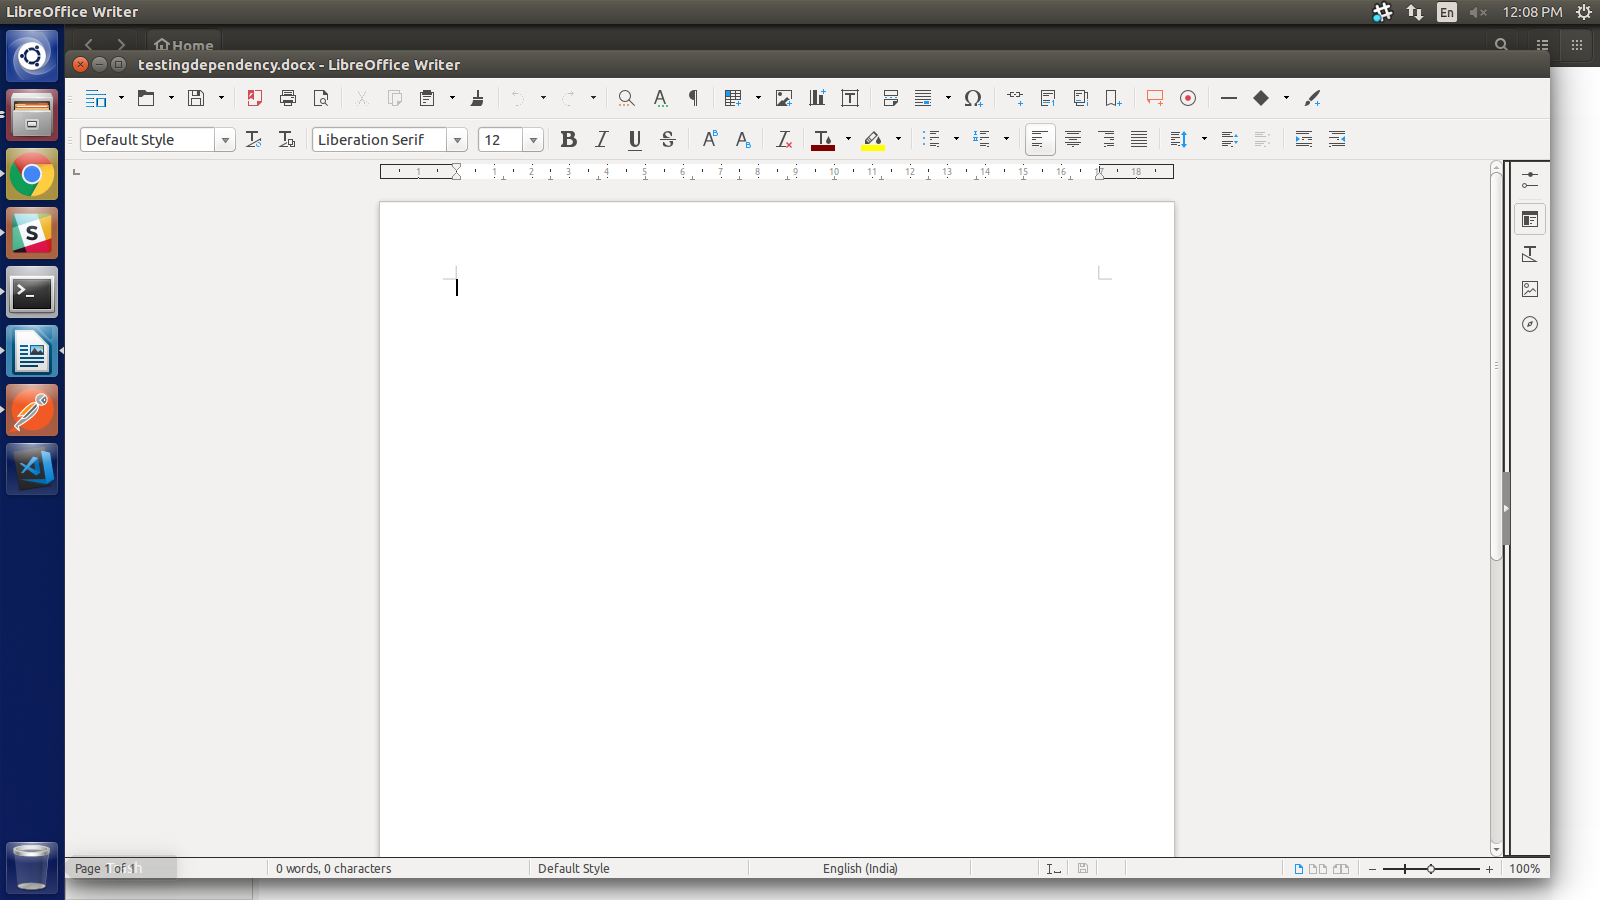 LibreOffice Writer
En
12:08 PM
Home
testingdependency.docx - LibreOffice Writer
Default Style
Liberation Serif
12
1 1 2 3 4 5 6 7 8 9 10 11 12 13 14 15 16 17 18
Page 1 of 1
0 words, 0 characters
Default Style
English (India)
100%